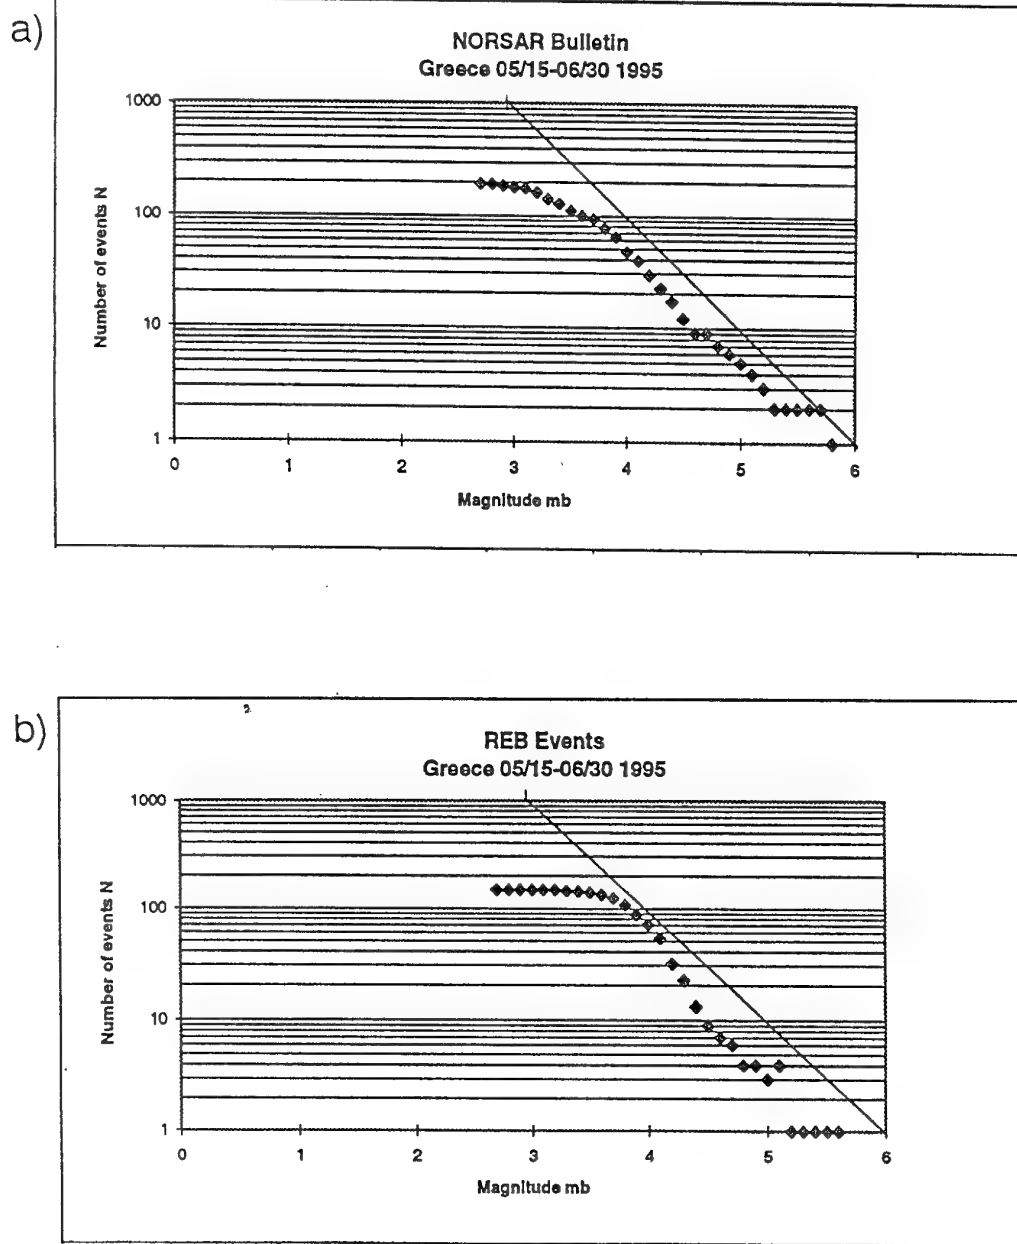 a)
NORSAR Bulletin
Greece 05/15-06/30 1995
1000
100
10
1
Number of events N
0 1 2 3 4 5 6
Magnitude mb
b)
REB Events
Greece 05/15-06/30 1995
1000
100
10
1
Number of events N
0 1 2 3 4 5 6
Magnitude mb